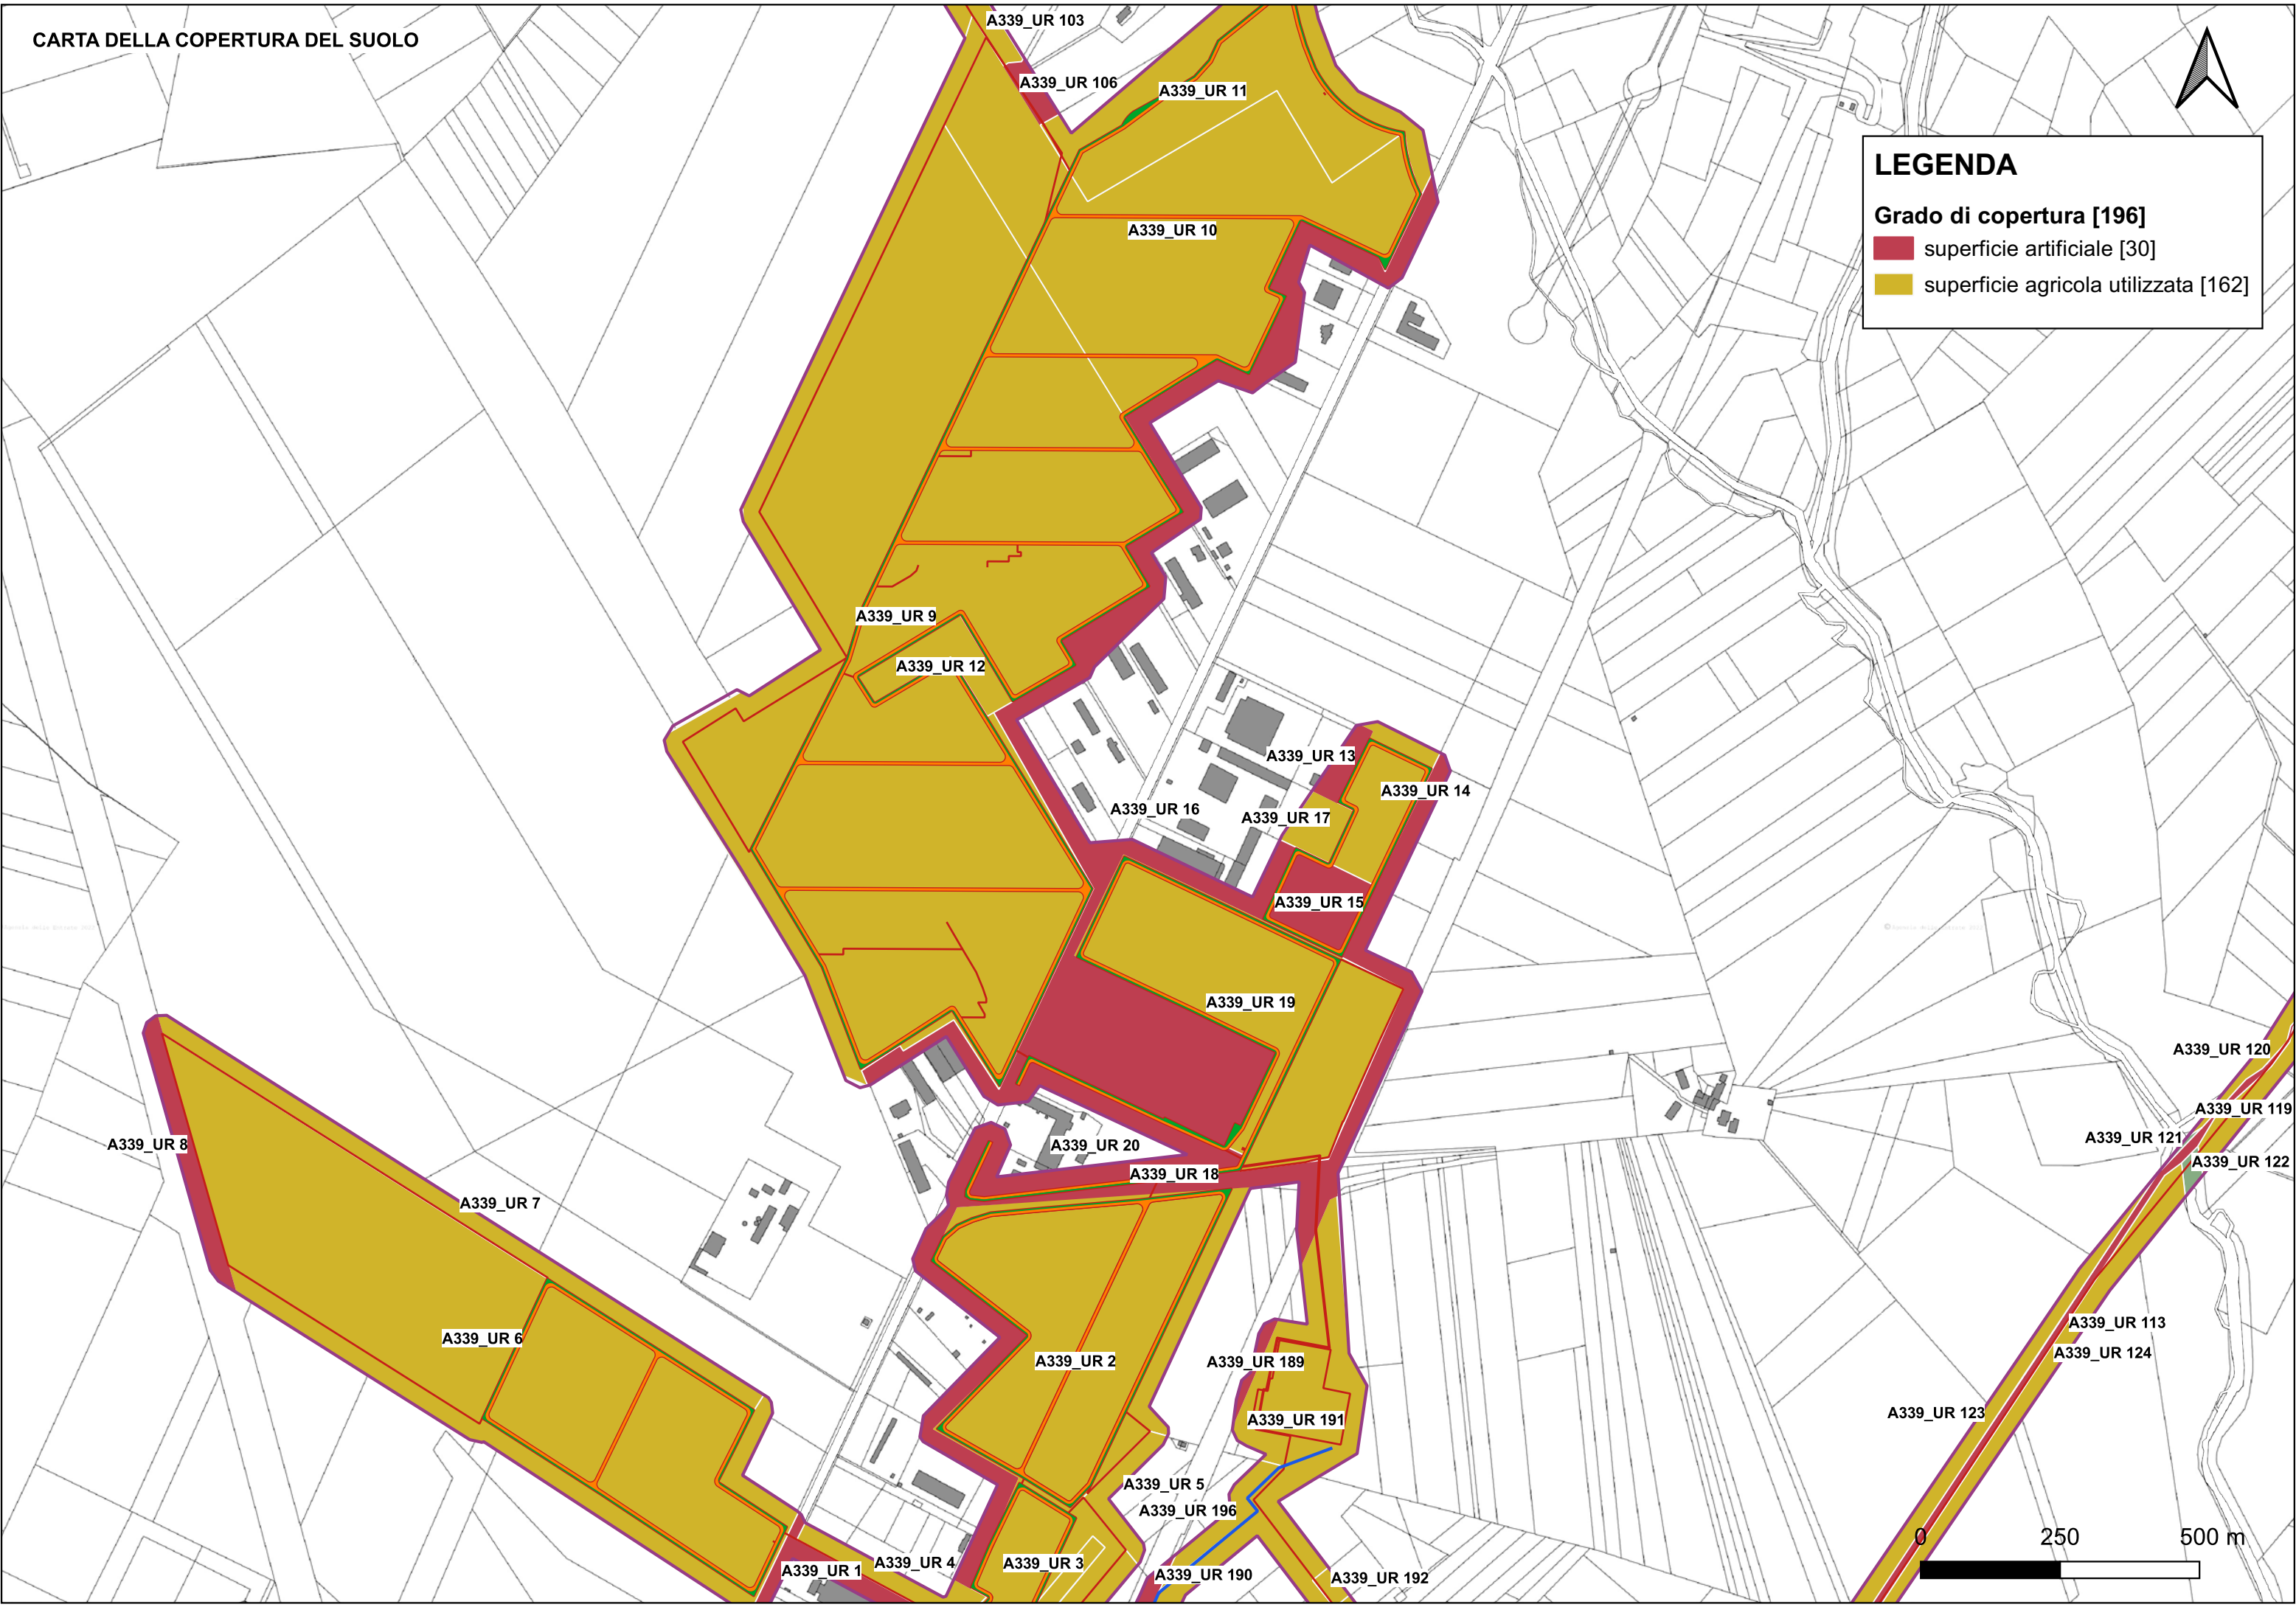 CARTA DELLA COPERTURA DEL SUOLO
A339_UR 103
A339_UR 106
A339_UR 11
LEGENDA
Grado di copertura [196]
superficie artificiale [30]
superficie agricola utilizzata [162]
A339_UR 10
A339_UR 9
A339_UR 12
A339_UR 13
A339_UR 14
A339_UR 16
A339_UR 17
A339_UR 15
A339_UR 19
A339_UR 120
A339_UR 119
A339_UR 121
A339_UR 122
A339_UR 8
A339_UR 20
A339_UR 18
A339_UR 7
A339_UR 113
A339_UR 6
A339_UR 2
A339_UR 189
A339_UR 124
A339_UR 191
A339_UR 123
A339_UR 5
A339_UR 196
0 250 500 m
A339_UR 1
A339_UR 4
A339_UR 3
A339_UR 190
A339_UR 192